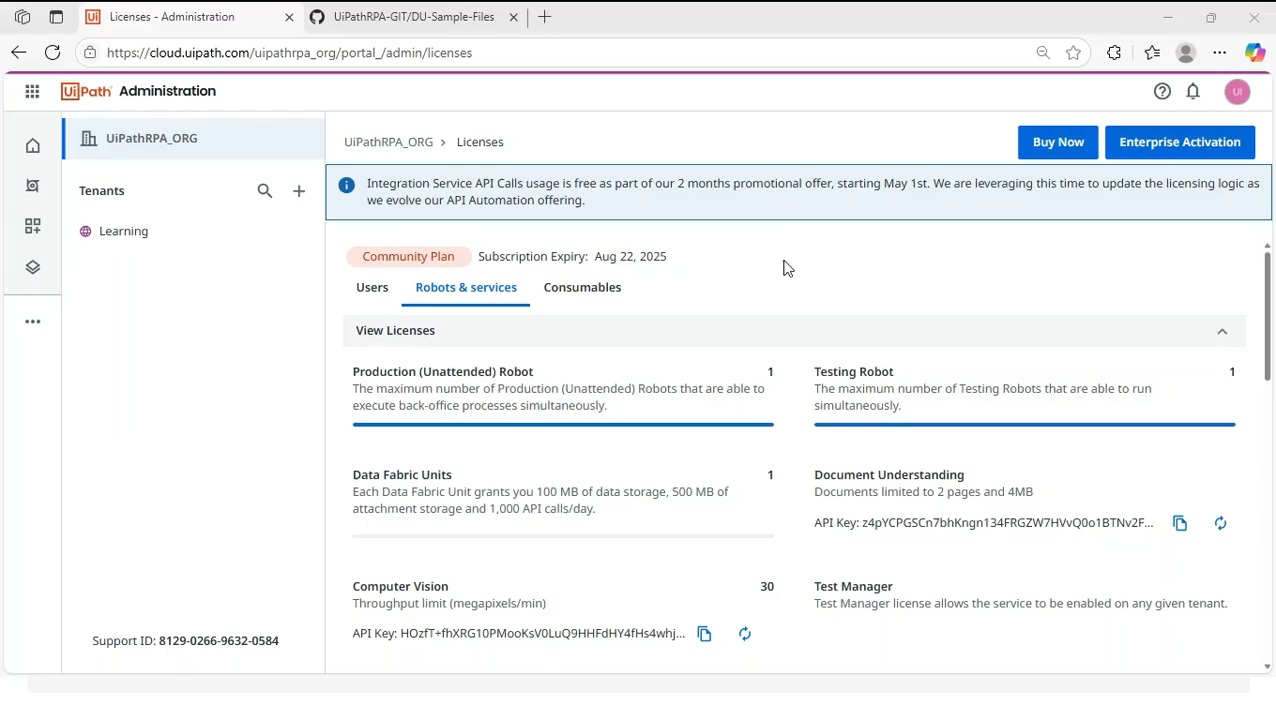 Licenses - Administration
UiPathRPA-GIT/DU-Sample-Files
https://cloud.uipath.com/uipathrpa_org/portal_/admin/licenses
UiPath Administration
UI
UiPathRPA_ORG
Tenants
Learning
Support ID: 8129-0266-9632-0584
UiPathRPA_ORG > Licenses
Buy Now
Enterprise Activation
Integration Service API Calls usage is free as part of our 2 months promotional offer, starting May 1st. We are leveraging this time to update the licensing logic as
we evolve our API Automation offering.
Community Plan Subscription Expiry: Aug 22, 2025
Users Robots & services Consumables
View Licenses
Production (Unattended) Robot 1
The maximum number of Production (Unattended) Robots that are able to
execute back-office processes simultaneously.
Testing Robot 1
The maximum number of Testing Robots that are able to run
simultaneously.
Data Fabric Units 1
Each Data Fabric Unit grants you 100 MB of data storage, 500 MB of
attachment storage and 1,000 API calls/day.
Document Understanding
Documents limited to 2 pages and 4MB
API Key: z4pYCPGSCn7bhKngn134FRGZW7HVvQ0o1BTNv2F...
Computer Vision 30
Throughput limit (megapixels/min)
API Key: HOzfT+fhXRG10PMooKsV0LuQ9HHFdHY4fHs4whj...
Test Manager
Test Manager license allows the service to be enabled on any given tenant.